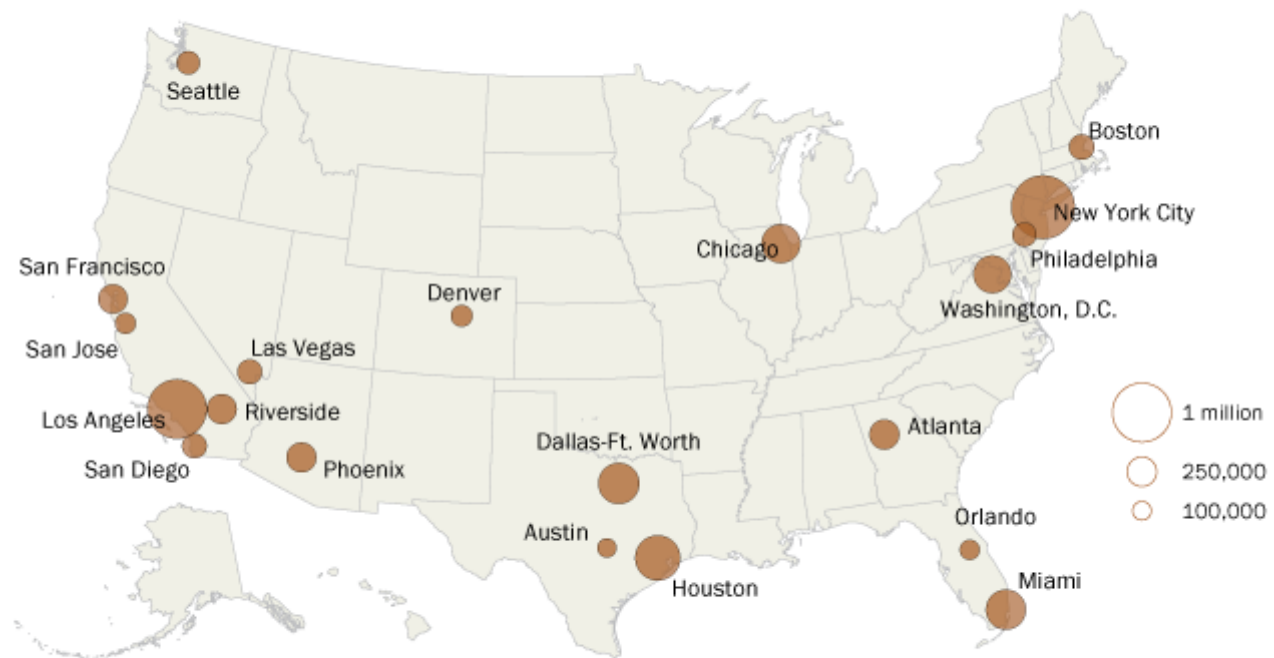 Seattle
Boston
New York City
Chicago
Philadelphia
San Francisco
Denver
Washington, D.C.
San Jose
Las Vegas
Los Angeles
Riverside
1 million
Atlanta
Dallas-Ft. Worth
San Diego
Phoenix
250,000
100,000
Orlando
Austin
Houston
Miami